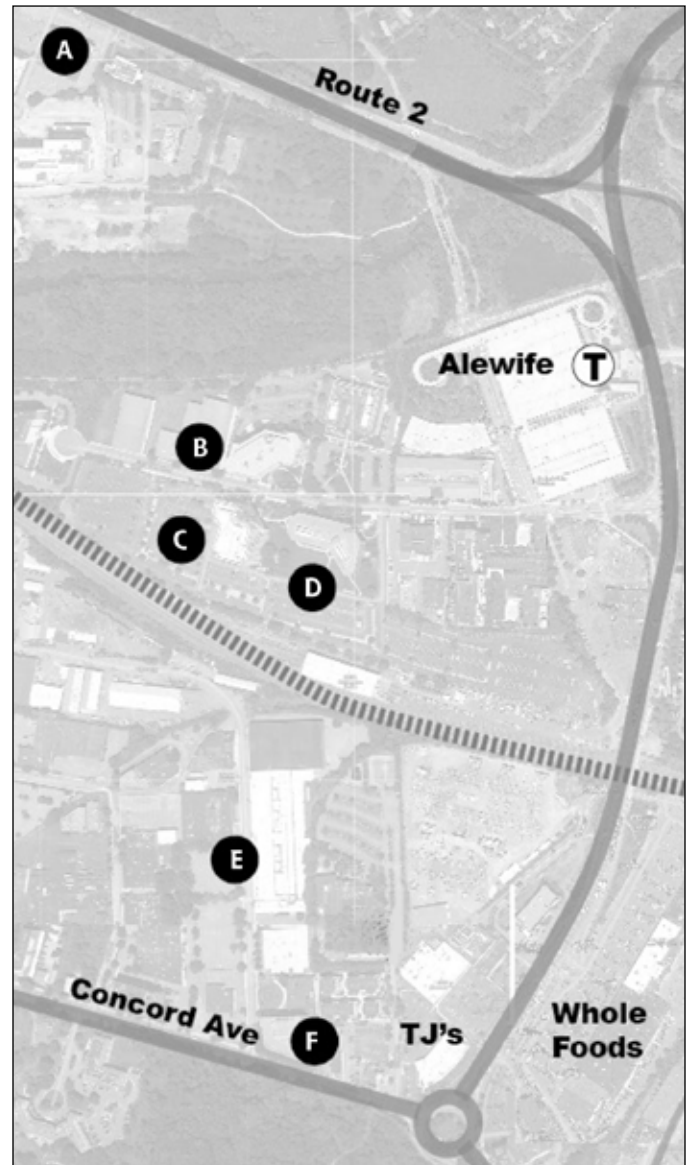 A
Route 2
Alewife T
B
C
D
E
Concord Ave
F
TJ's
Whole
Foods